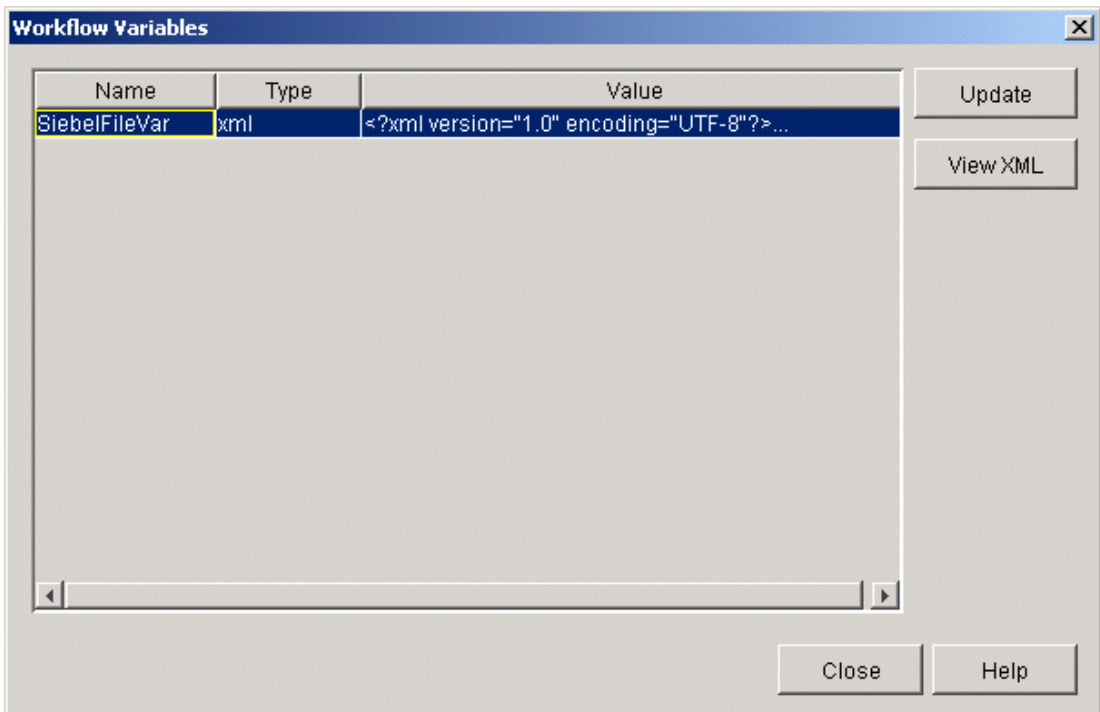 Workflow Variables
Name Type Value Update
SiebelFileVar xml <?xml version="1.0" encoding="UTF-8"?>...
View XML
Close Help